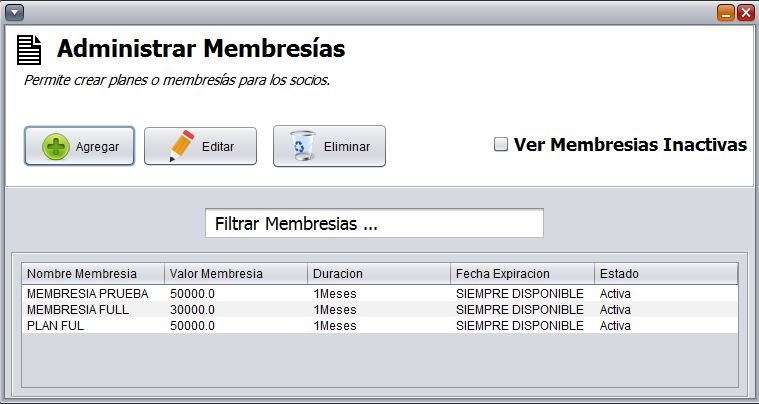 Administrar Membresías
Permite crear planes o membresías para los socios.
Agregar Editar Eliminar Ver Membresias Inactivas
Filtrar Membresias ...
Nombre Membresia Valor Membresia Duracion Fecha Expiracion Estado
MEMBRESIA PRUEBA 50000.0 1Meses SIEMPRE DISPONIBLE Activa
MEMBRESIA FULL 30000.0 1Meses SIEMPRE DISPONIBLE Activa
PLAN FUL 50000.0 1Meses SIEMPRE DISPONIBLE Activa